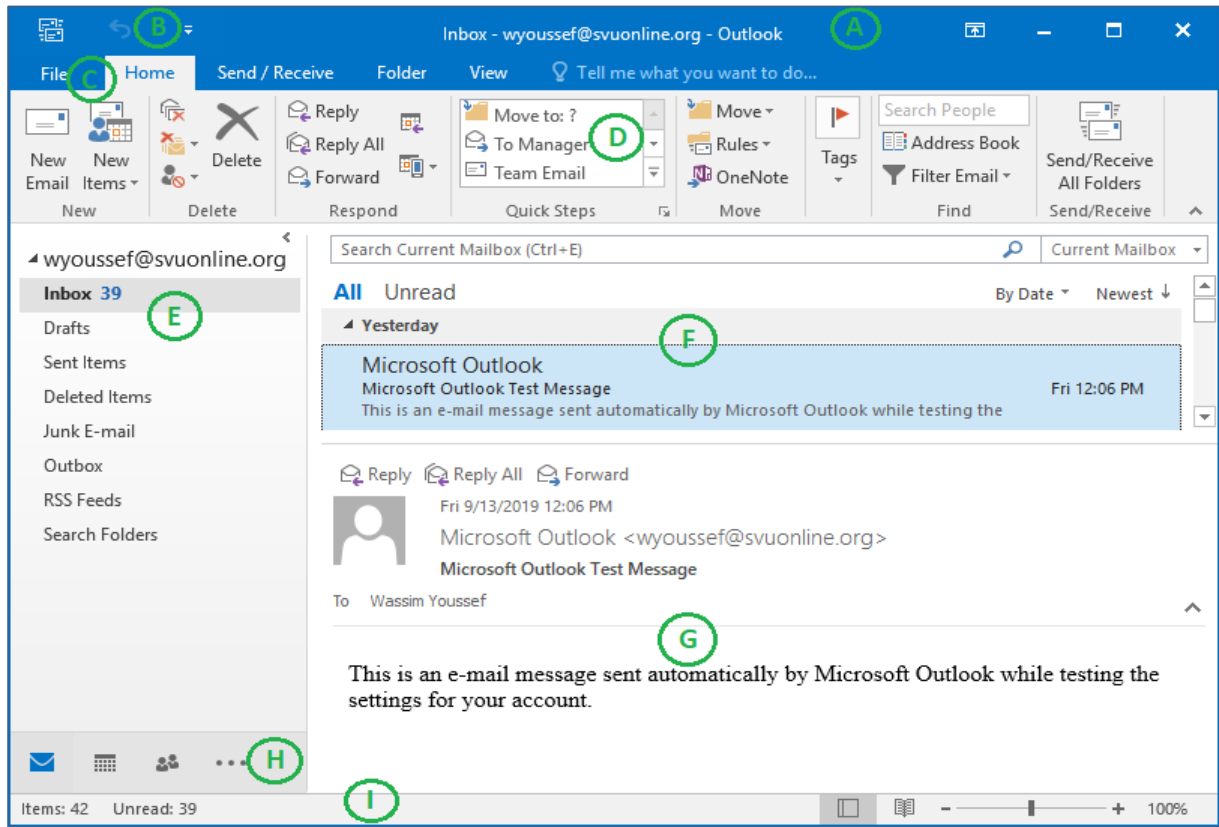 B
Inbox - wyoussef@svuonline.org - Outlook
A
File
C
Home
Send / Receive
Folder
View
Tell me what you want to do...
New Email
New Items
New
Delete
Delete
Reply
Reply All
Forward
Respond
Move to: ?
To Manager
Team Email
D
Quick Steps
Move
Rules
OneNote
Move
Tags
Search People
Address Book
Filter Email
Find
Send/Receive
All Folders
Send/Receive
wyoussef@svuonline.org
Inbox 39
E
Drafts
Sent Items
Deleted Items
Junk E-mail
Outbox
RSS Feeds
Search Folders
H
Search Current Mailbox (Ctrl+E)
Current Mailbox
All Unread
By Date Newest ↓
Yesterday
F
Microsoft Outlook
Microsoft Outlook Test Message
Fri 12:06 PM
This is an e-mail message sent automatically by Microsoft Outlook while testing the
Reply Reply All Forward
Fri 9/13/2019 12:06 PM
Microsoft Outlook <wyoussef@svuonline.org>
Microsoft Outlook Test Message
To Wassim Youssef
G
This is an e-mail message sent automatically by Microsoft Outlook while testing the
settings for your account.
Items: 42 Unread: 39
I
- + 100%